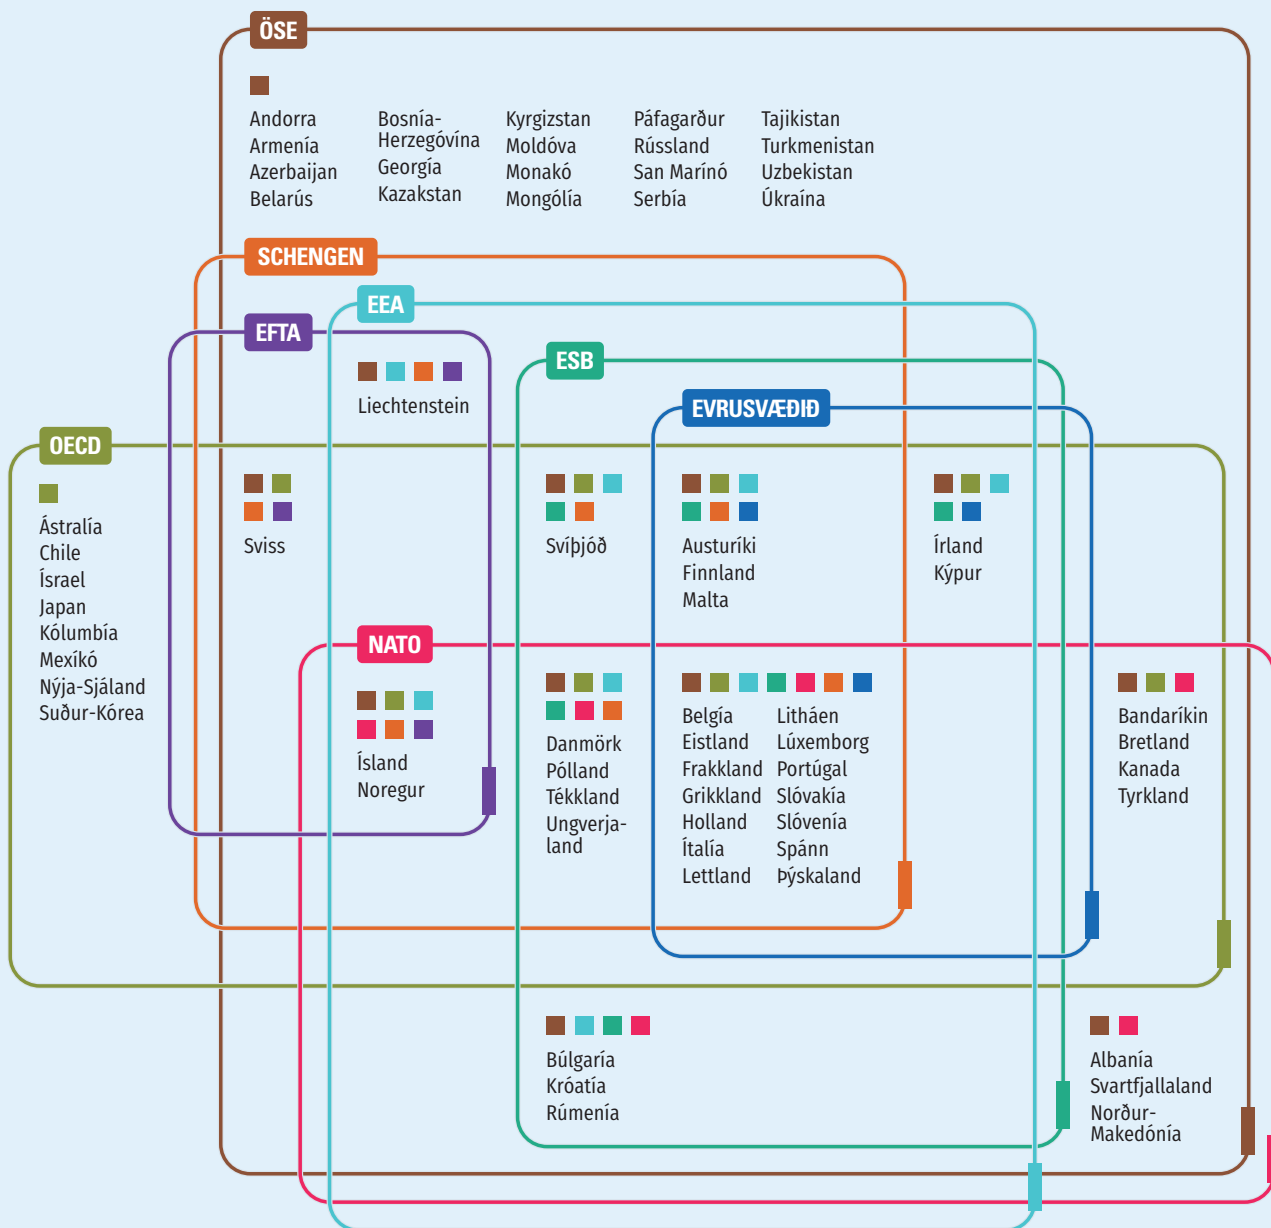 ÖSE
Andorra
Armenía
Azerbaijan
Belarús
Bosnía-
Herzegóvína
Georgía
Kazakstan
Kyrgizstan
Moldóva
Monakó
Mongólía
Páfagarður
Rússland
San Marínó
Serbía
Tajikistan
Turkmenistan
Uzbekistan
Úkraína
SCHENGEN
EEA
EFTA
Liechtenstein
ESB
EVRUSVÆÐIÐ
OECD
Ástralía
Chile
Ísrael
Japan
Kólumbía
Mexíkó
Nýja-Sjáland
Suður-Kórea
Sviss
Svíþjóð
Austuríki
Finnland
Malta
Írland
Kýpur
NATO
Ísland
Noregur
Danmörk
Pólland
Tékkland
Ungverja-
land
Belgía
Eistland
Frakkland
Grikkland
Holland
Ítalía
Lettland
Litháen
Lúxemborg
Portúgal
Slóvakía
Slóvenía
Spánn
Þýskaland
Bandaríkin
Bretland
Kanada
Tyrkland
Búlgaría
Króatía
Rúmenía
Albanía
Svartfjallaland
Norður-
Makedónía